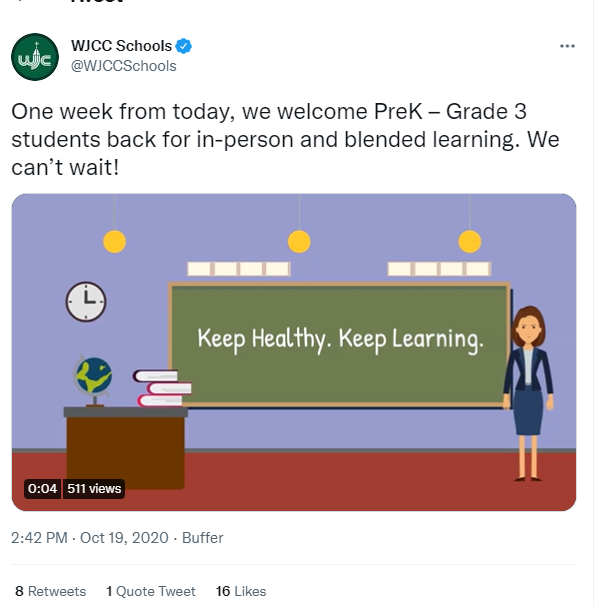 Tweet
WJCC Schools
@WJCCSchools
One week from today, we welcome PreK – Grade 3
students back for in-person and blended learning. We
can’t wait!
wjc
Keep Healthy. Keep Learning.
0:04 511 views
2:42 PM · Oct 19, 2020 · Buffer
8 Retweets 1 Quote Tweet 16 Likes